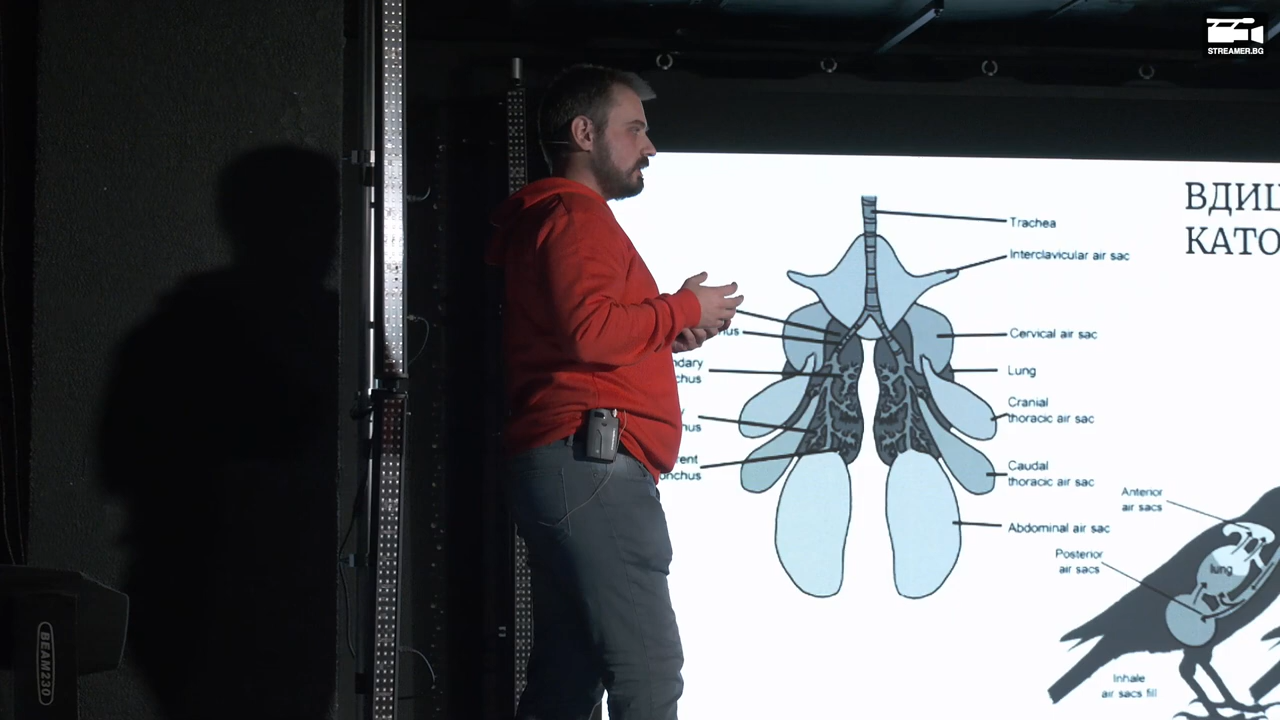 STREAMER.BG
ВДИШ
КАТО
Trachea
Interclavicular air sac
Cervical air sac
Lung
Cranial
thoracic air sac
Caudal
thoracic air sac
Abdominal air sac
Anterior
air sacs
Posterior
air sacs
lung
Inhale
air sacs fill
BEAM230